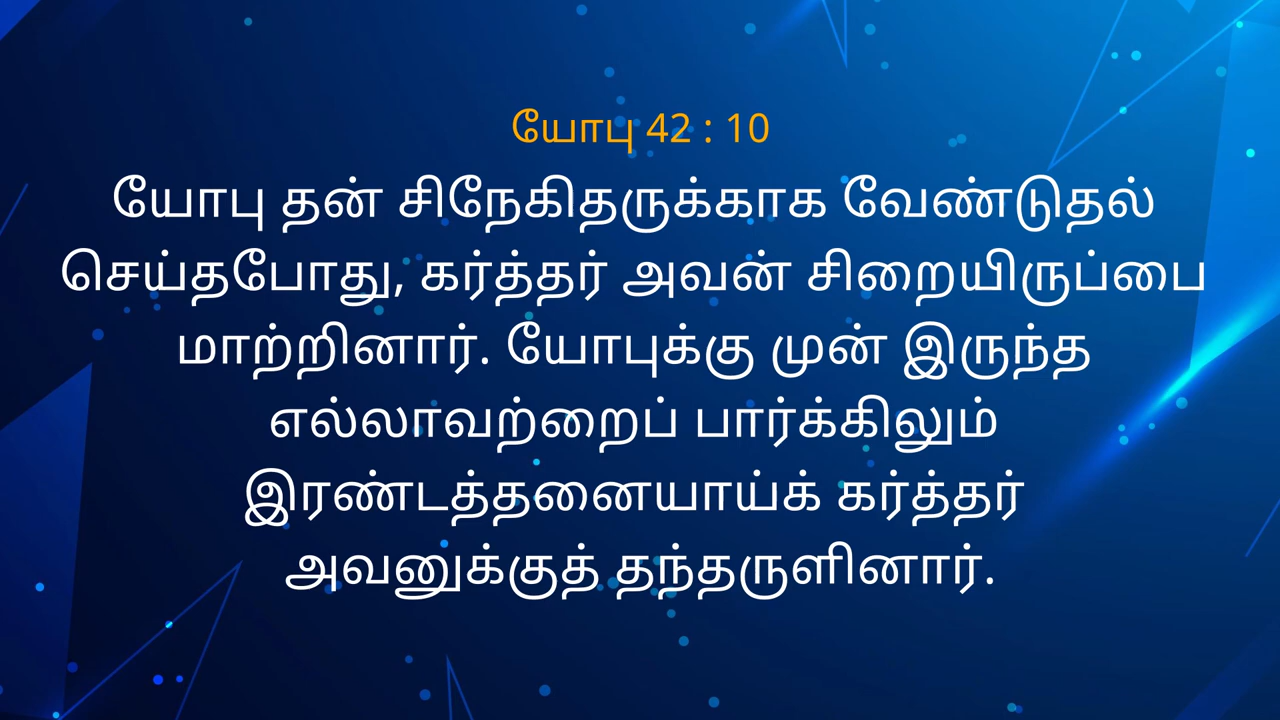 யோபு 42 : 10
யோபு தன் சிநேகிதருக்காக வேண்டுதல்
செய்தபோது, கர்த்தர் அவன் சிறையிருப்பை
மாற்றினார். யோபுக்கு முன் இருந்த
எல்லாவற்றைப் பார்க்கிலும்
இரண்டத்தனையாய்க் கர்த்தர்
அவனுக்குத் தந்தருளினார்.